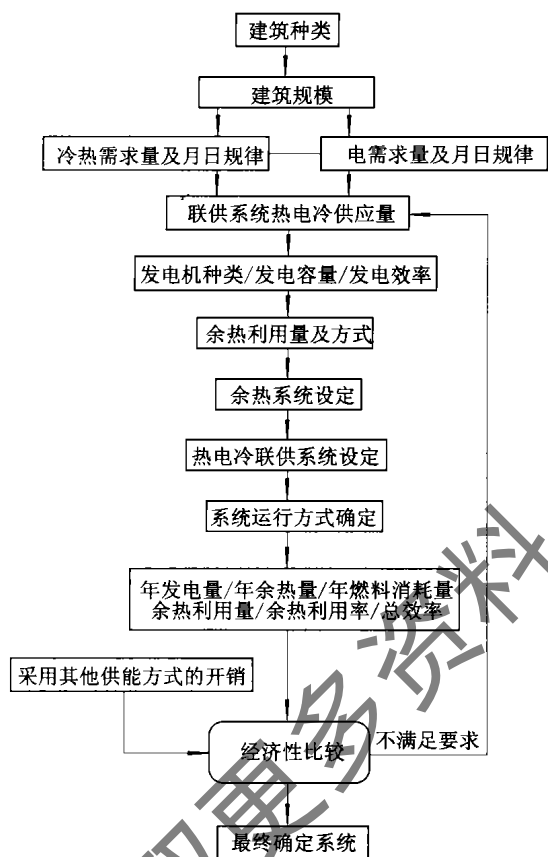 建筑种类
建筑规模
冷热需求量及月日规律
电需求量及月日规律
联供系统热电冷供应量
发电机种类/发电容量/发电效率
余热利用量及方式
余热系统设定
热电冷联供系统设定
系统运行方式确定
年发电量/年余热量/年燃料消耗量
余热利用量/余热利用率/总效率
采用其他供能方式的开销
经济性比较
不满足要求
最终确定系统
更多资料